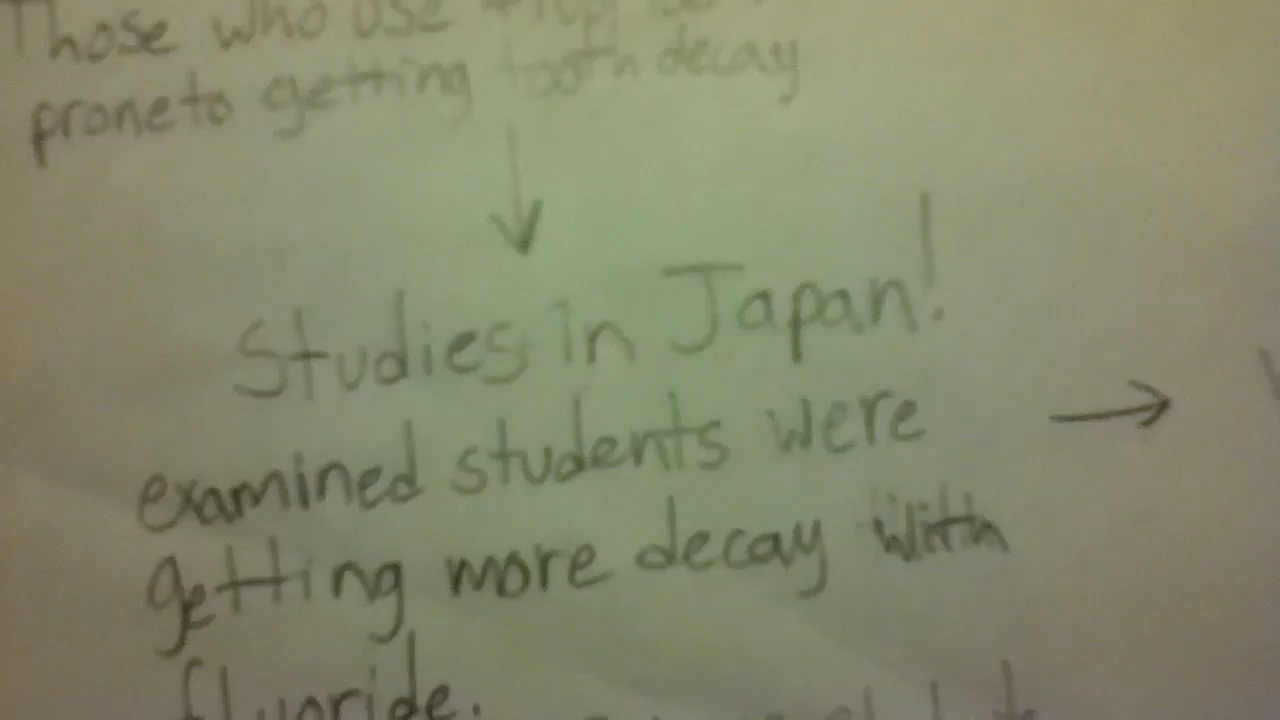 Those who use
prone to getting tooth decay
Studies in Japan!
examined students were
getting more decay with
fluoride.